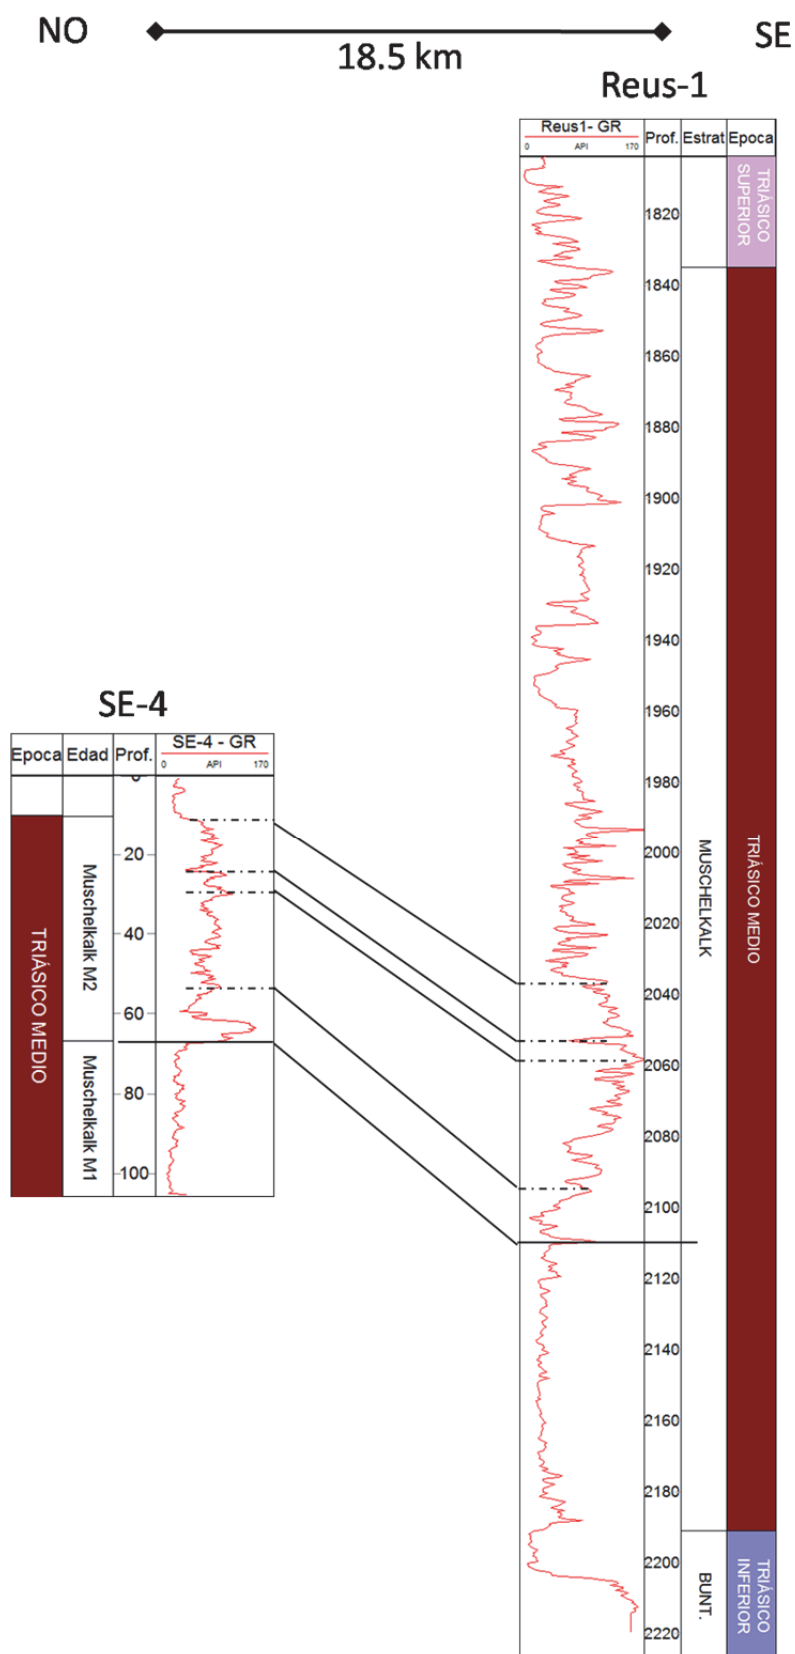 NO
SE
18.5 km
Reus-1
Reus1- GR
Prof.
Estrat
Epoca
0
API
170
TRIÁSICO
SUPERIOR
1820
1840
1860
1880
1900
1920
1940
1960
1980
2000
2020
2040
2060
2080
2100
2120
2140
2160
2180
2200
2220
MUSCHELKALK
TRIÁSICO MEDIO
BUNT.
TRIÁSICO
INFERIOR
SE-4
Epoca
Edad
Prof.
SE-4 - GR
0
API
170
0
20
40
60
80
100
TRIÁSICO MEDIO
Muschelkalk M2
Muschelkalk M1